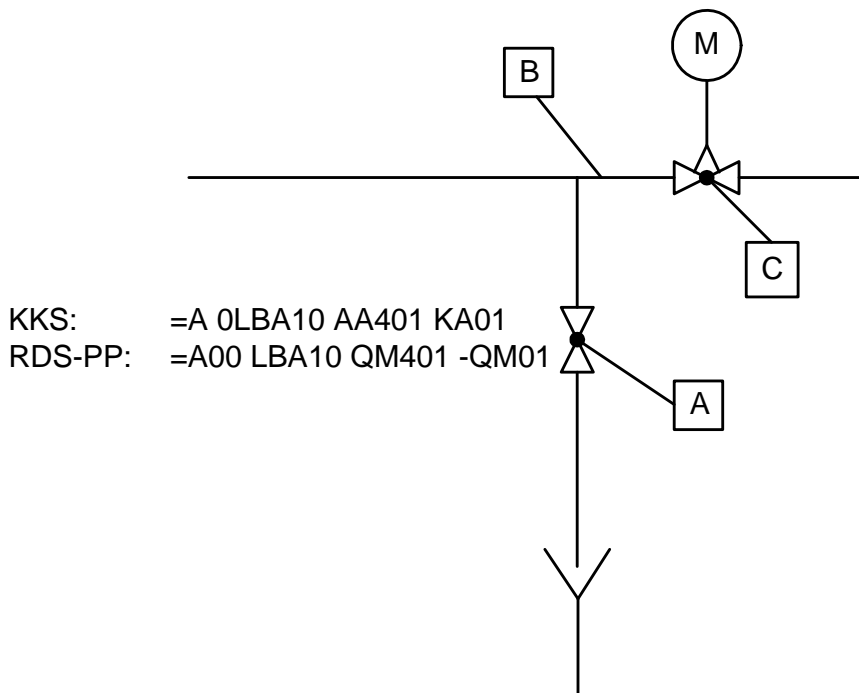 M
B
C
KKS: =A 0LBA10 AA401 KA01
RDS-PP: =A00 LBA10 QM401 -QM01
A